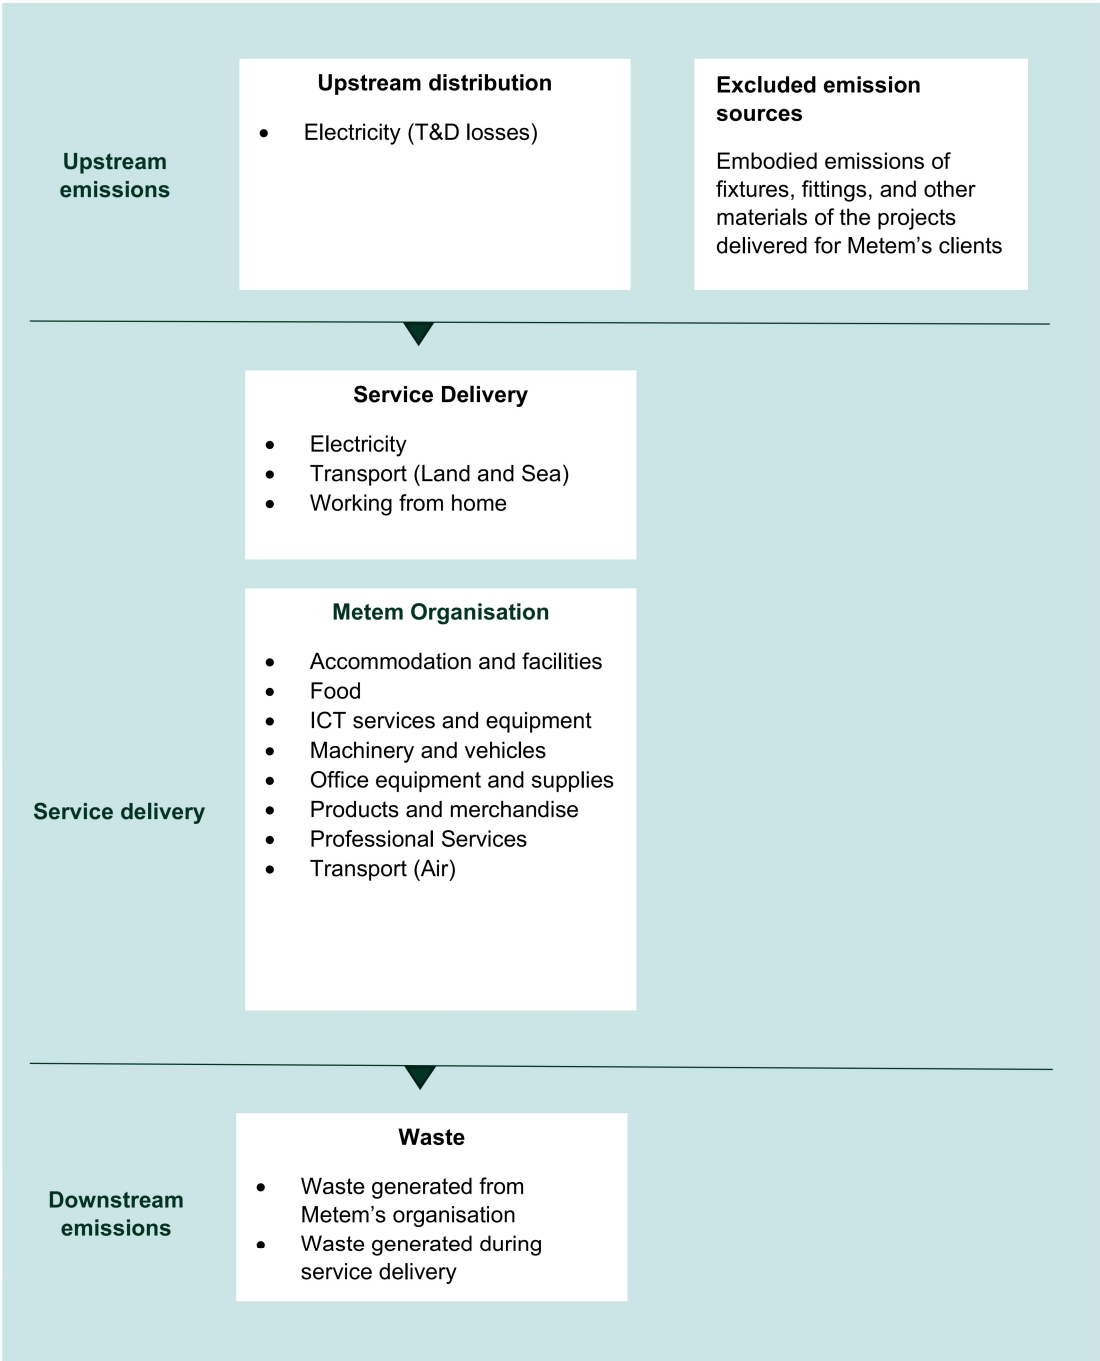 Upstream emissions
Upstream distribution
• Electricity (T&D losses)
Excluded emission
sources
Embodied emissions of
fixtures, fittings, and other
materials of the projects
delivered for Metem’s clients
Service delivery
Service Delivery
• Electricity
• Transport (Land and Sea)
• Working from home
Metem Organisation
• Accommodation and facilities
• Food
• ICT services and equipment
• Machinery and vehicles
• Office equipment and supplies
• Products and merchandise
• Professional Services
• Transport (Air)
Downstream
emissions
Waste
• Waste generated from
Metem’s organisation
• Waste generated during
service delivery